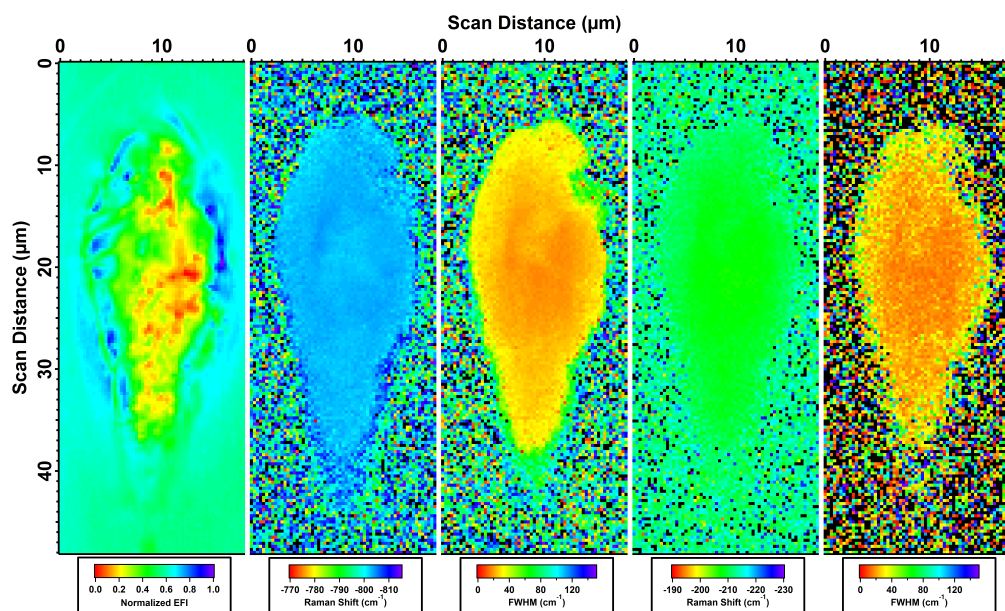 Scan Distance (µm)
0 10 0 10 0 10 0 10 0 10
Scan Distance (µm)
0
10
20
30
40
0.0 0.2 0.4 0.6 0.8 1.0
Normalized EFI
-770 -780 -790 -800 -810
Raman Shift (cm⁻¹)
0 40 80 120
FWHM (cm⁻¹)
-190 -200 -210 -220 -230
Raman Shift (cm⁻¹)
0 40 80 120
FWHM (cm⁻¹)